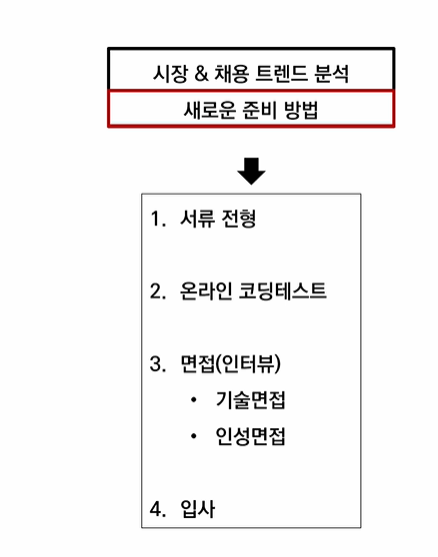 시장 & 채용 트렌드 분석
새로운 준비 방법
1. 서류 전형
2. 온라인 코딩테스트
3. 면접(인터뷰)
• 기술면접
• 인성면접
4. 입사